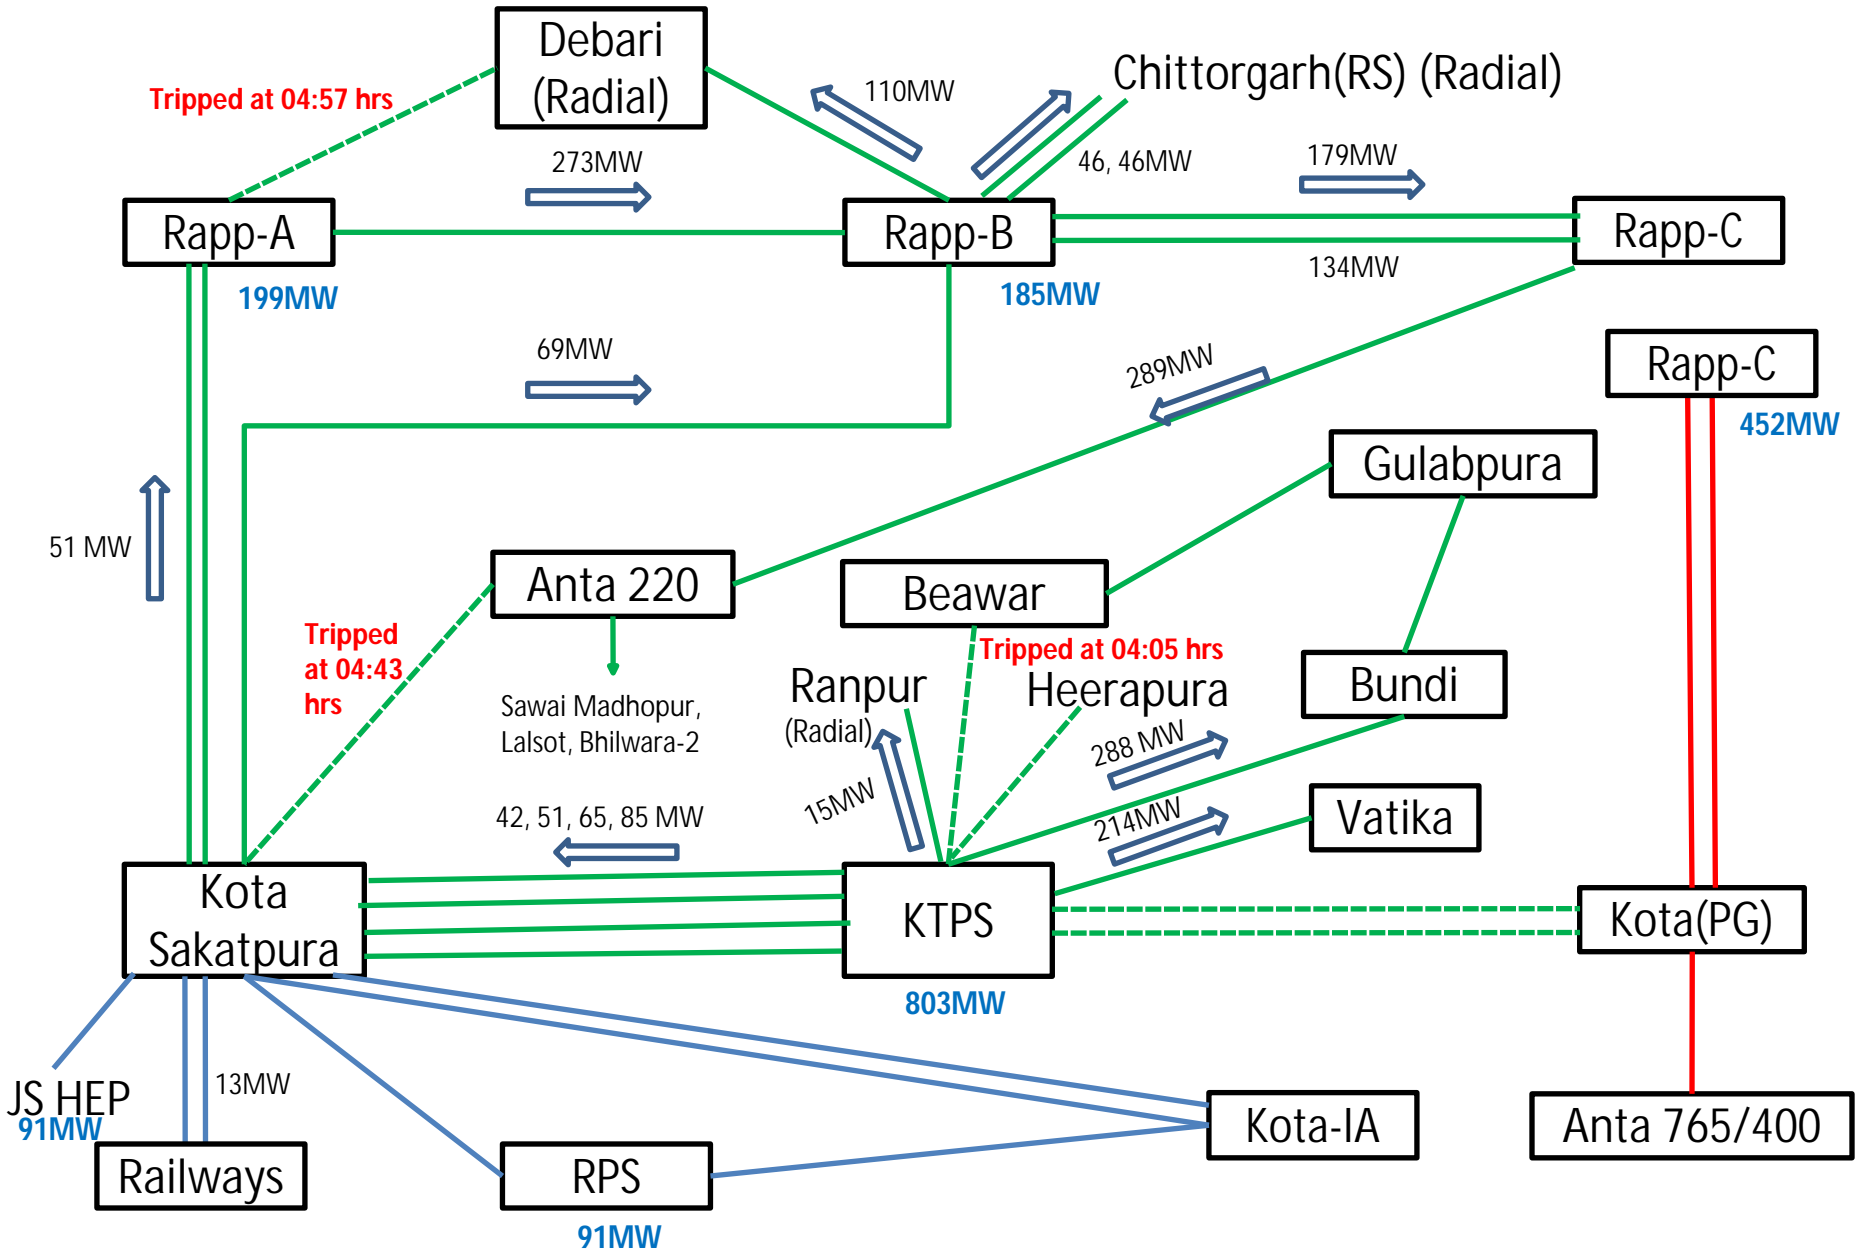 Debari
(Radial)
Chittorgarh(RS) (Radial)
Tripped at 04:57 hrs
110MW
46, 46MW
273MW
179MW
Rapp-A
Rapp-B
Rapp-C
199MW
185MW
134MW
69MW
289MW
Rapp-C
452MW
Gulabpura
51 MW
Anta 220
Beawar
Tripped
at 04:43
hrs
Tripped at 04:05 hrs
Ranpur
(Radial)
Heerapura
Bundi
Sawai Madhopur,
Lalsot, Bhilwara-2
288 MW
15MW
214MW
Vatika
42, 51, 65, 85 MW
Kota
Sakatpura
KTPS
Kota(PG)
803MW
JS HEP
91MW
13MW
Railways
RPS
91MW
Kota-IA
Anta 765/400